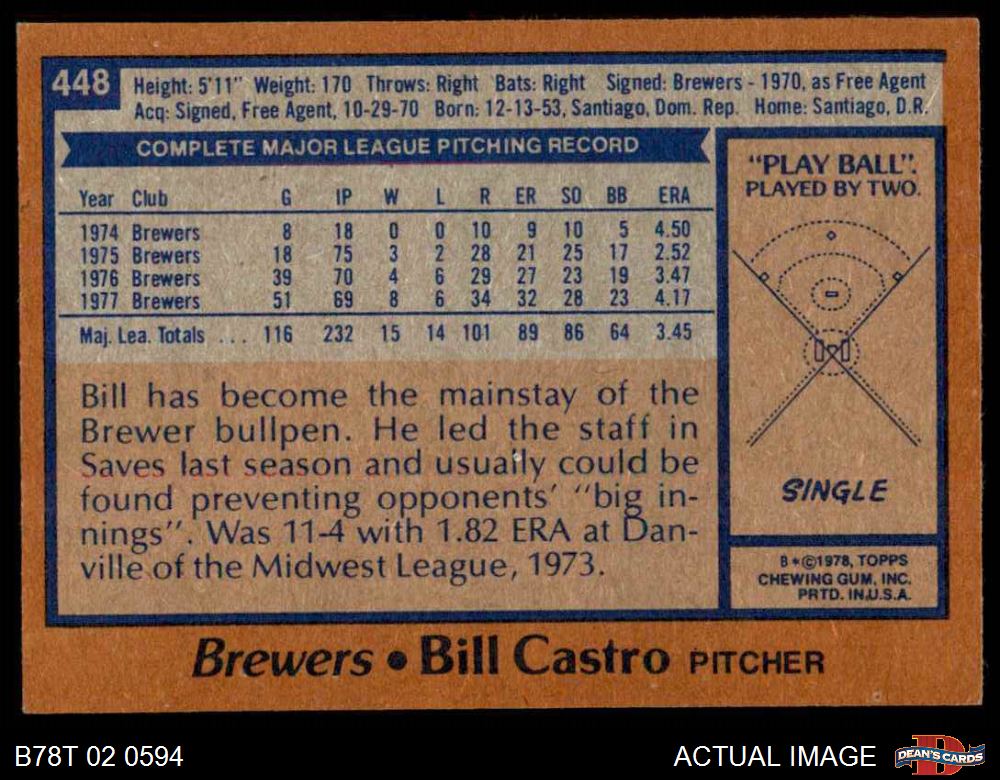 448
Height: 5'11" Weight: 170 Throws: Right Bats: Right Signed: Brewers - 1970, as Free Agent
Acq: Signed, Free Agent, 10-29-70 Born: 12-13-53, Santiago, Dom. Rep. Home: Santiago, D.R.
COMPLETE MAJOR LEAGUE PITCHING RECORD
Year Club G IP W L R ER SO BB ERA
1974 Brewers 8 18 0 0 10 9 10 5 4.50
1975 Brewers 18 75 3 2 28 21 25 17 2.52
1976 Brewers 39 70 4 6 29 27 23 19 3.47
1977 Brewers 51 69 8 6 34 32 28 23 4.17
Maj. Lea. Totals ... 116 232 15 14 101 89 86 64 3.45
Bill has become the mainstay of the
Brewer bullpen. He led the staff in
Saves last season and usually could be
found preventing opponents' "big in-
nings". Was 11-4 with 1.82 ERA at Dan-
ville of the Midwest League, 1973.
"PLAY BALL".
PLAYED BY TWO.
SINGLE
B*©1978, TOPPS
CHEWING GUM, INC.
PRTD. IN U.S.A.
Brewers • Bill Castro PITCHER
B78T 02 0594
ACTUAL IMAGE
DEAN'S CARDS